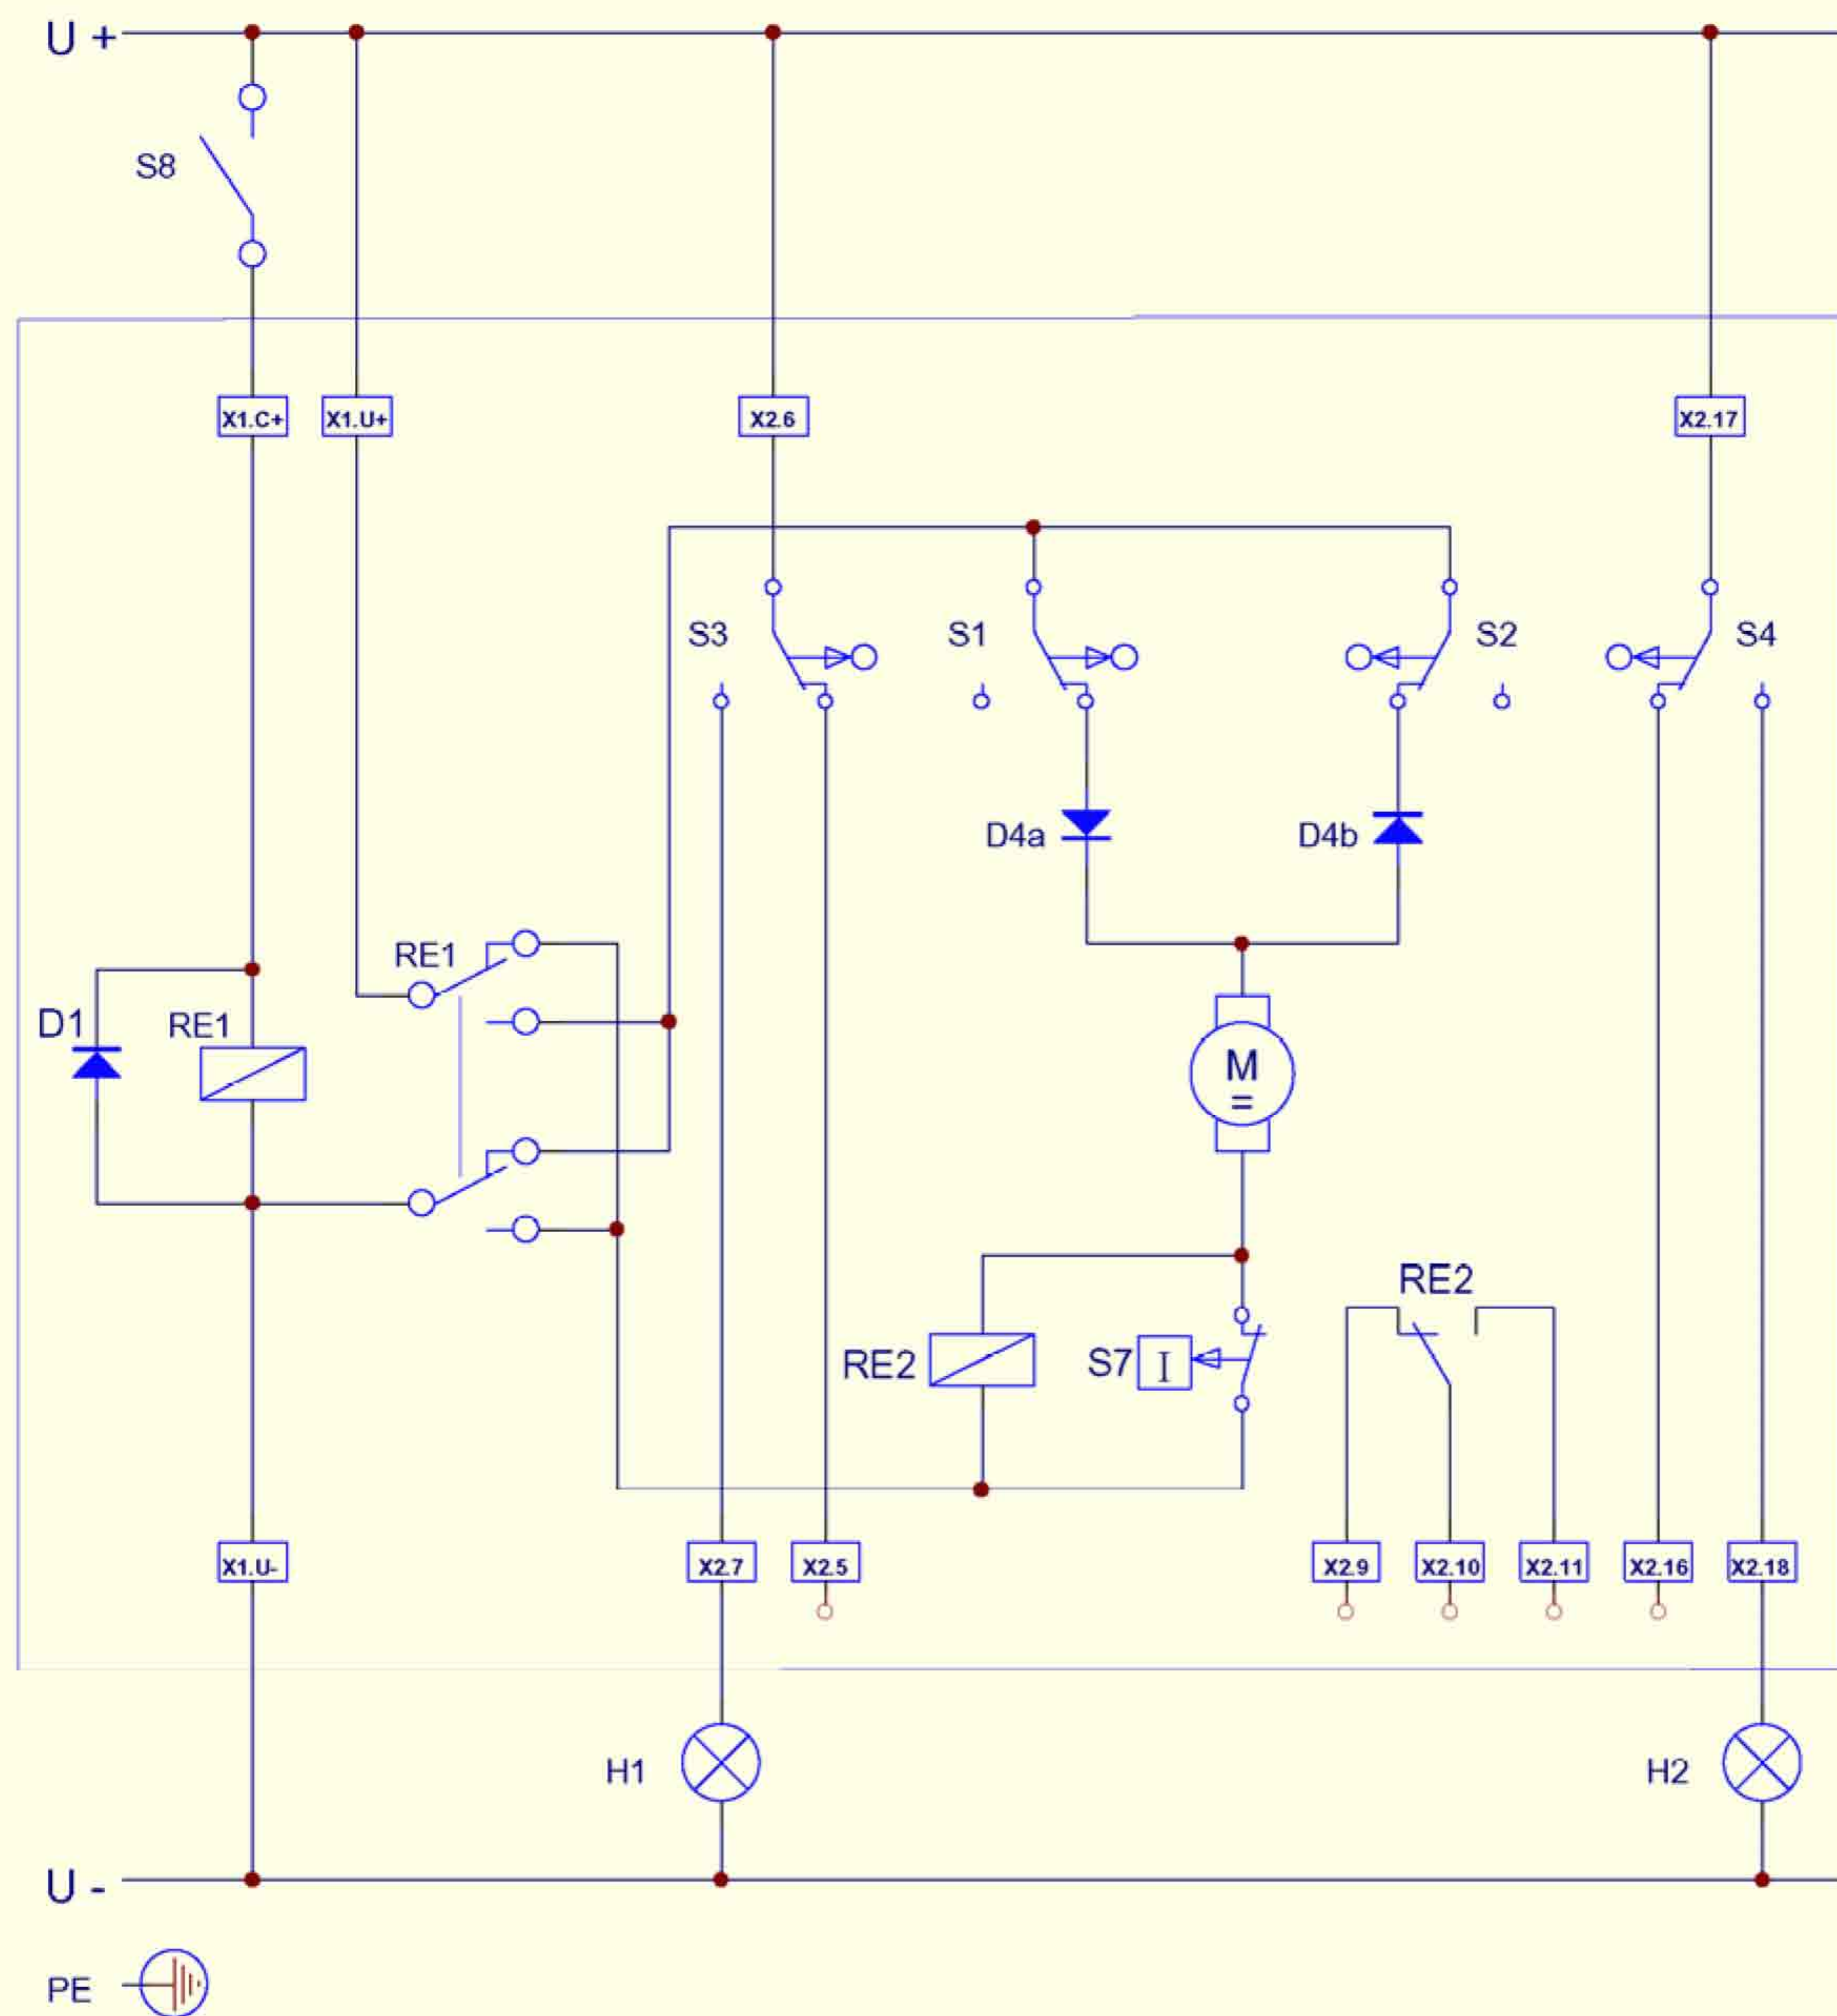 U +
S8
X1.C+ X1.U+ X2.6 X2.17
S3 S1 S2 S4
D4a D4b
RE1
D1 RE1
M
=
RE2
RE2 S7 I
X1.U- X2.7 X2.5 X2.9 X2.10 X2.11 X2.16 X2.18
H1 H2
U -
PE